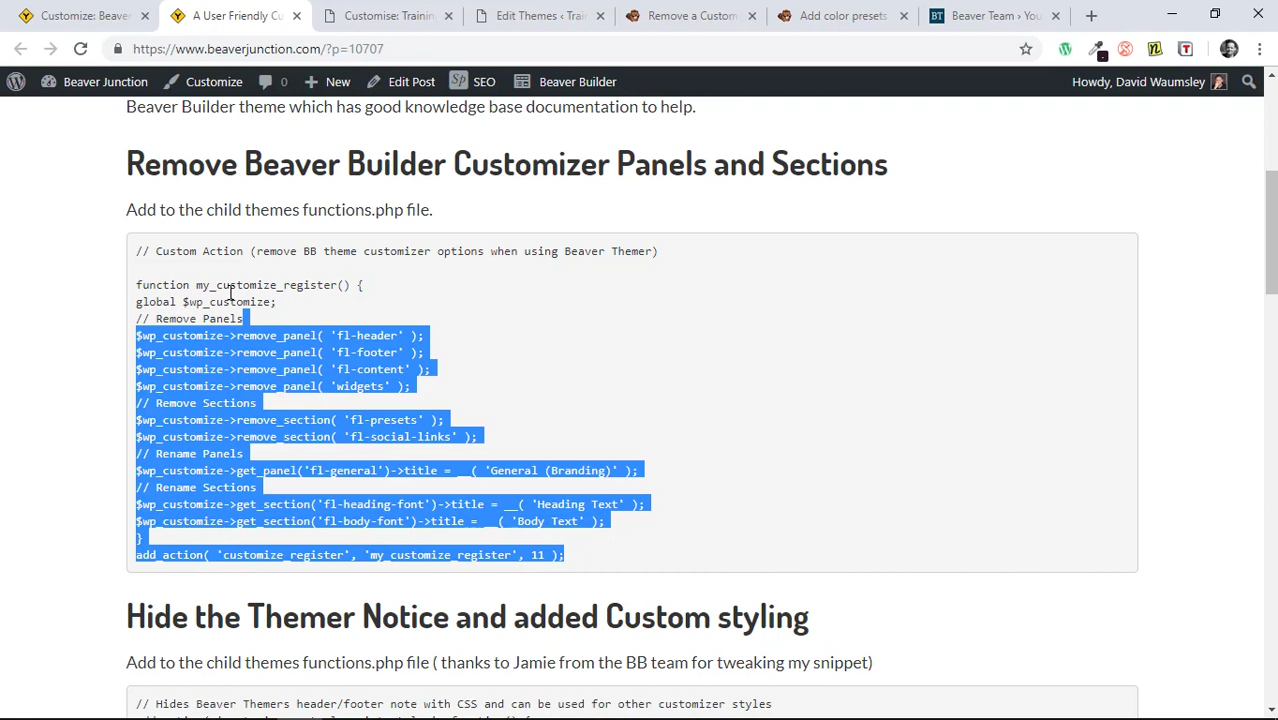 Customize: Beaver
A User Friendly Cu
Customise: Training
Edit Themes ‹ Train
Remove a Custom
Add color presets
BT
Beaver Team › You
https://www.beaverjunction.com/?p=10707
Beaver Junction
Customize
0
New
Edit Post
Sp
SEO
Beaver Builder
Howdy, David Waumsley
Beaver Builder theme which has good knowledge base documentation to help.
Remove Beaver Builder Customizer Panels and Sections
Add to the child themes functions.php file.
// Custom Action (remove BB theme customizer options when using Beaver Themer)
function my_customize_register() {
global $wp_customize;
// Remove Panels
$wp_customize->remove_panel( 'fl-header' );
$wp_customize->remove_panel( 'fl-footer' );
$wp_customize->remove_panel( 'fl-content' );
$wp_customize->remove_panel( 'widgets' );
// Remove Sections
$wp_customize->remove_section( 'fl-presets' );
$wp_customize->remove_section( 'fl-social-links' );
// Rename Panels
$wp_customize->get_panel('fl-general')->title = __( 'General (Branding)' );
// Rename Sections
$wp_customize->get_section('fl-heading-font')->title = __( 'Heading Text' );
$wp_customize->get_section('fl-body-font')->title = __( 'Body Text' );
}
add_action( 'customize_register', 'my_customize_register', 11 );
Hide the Themer Notice and added Custom styling
Add to the child themes functions.php file ( thanks to Jamie from the BB team for tweaking my snippet)
// Hides Beaver Themers header/footer note with CSS and can be used for other customizer styles